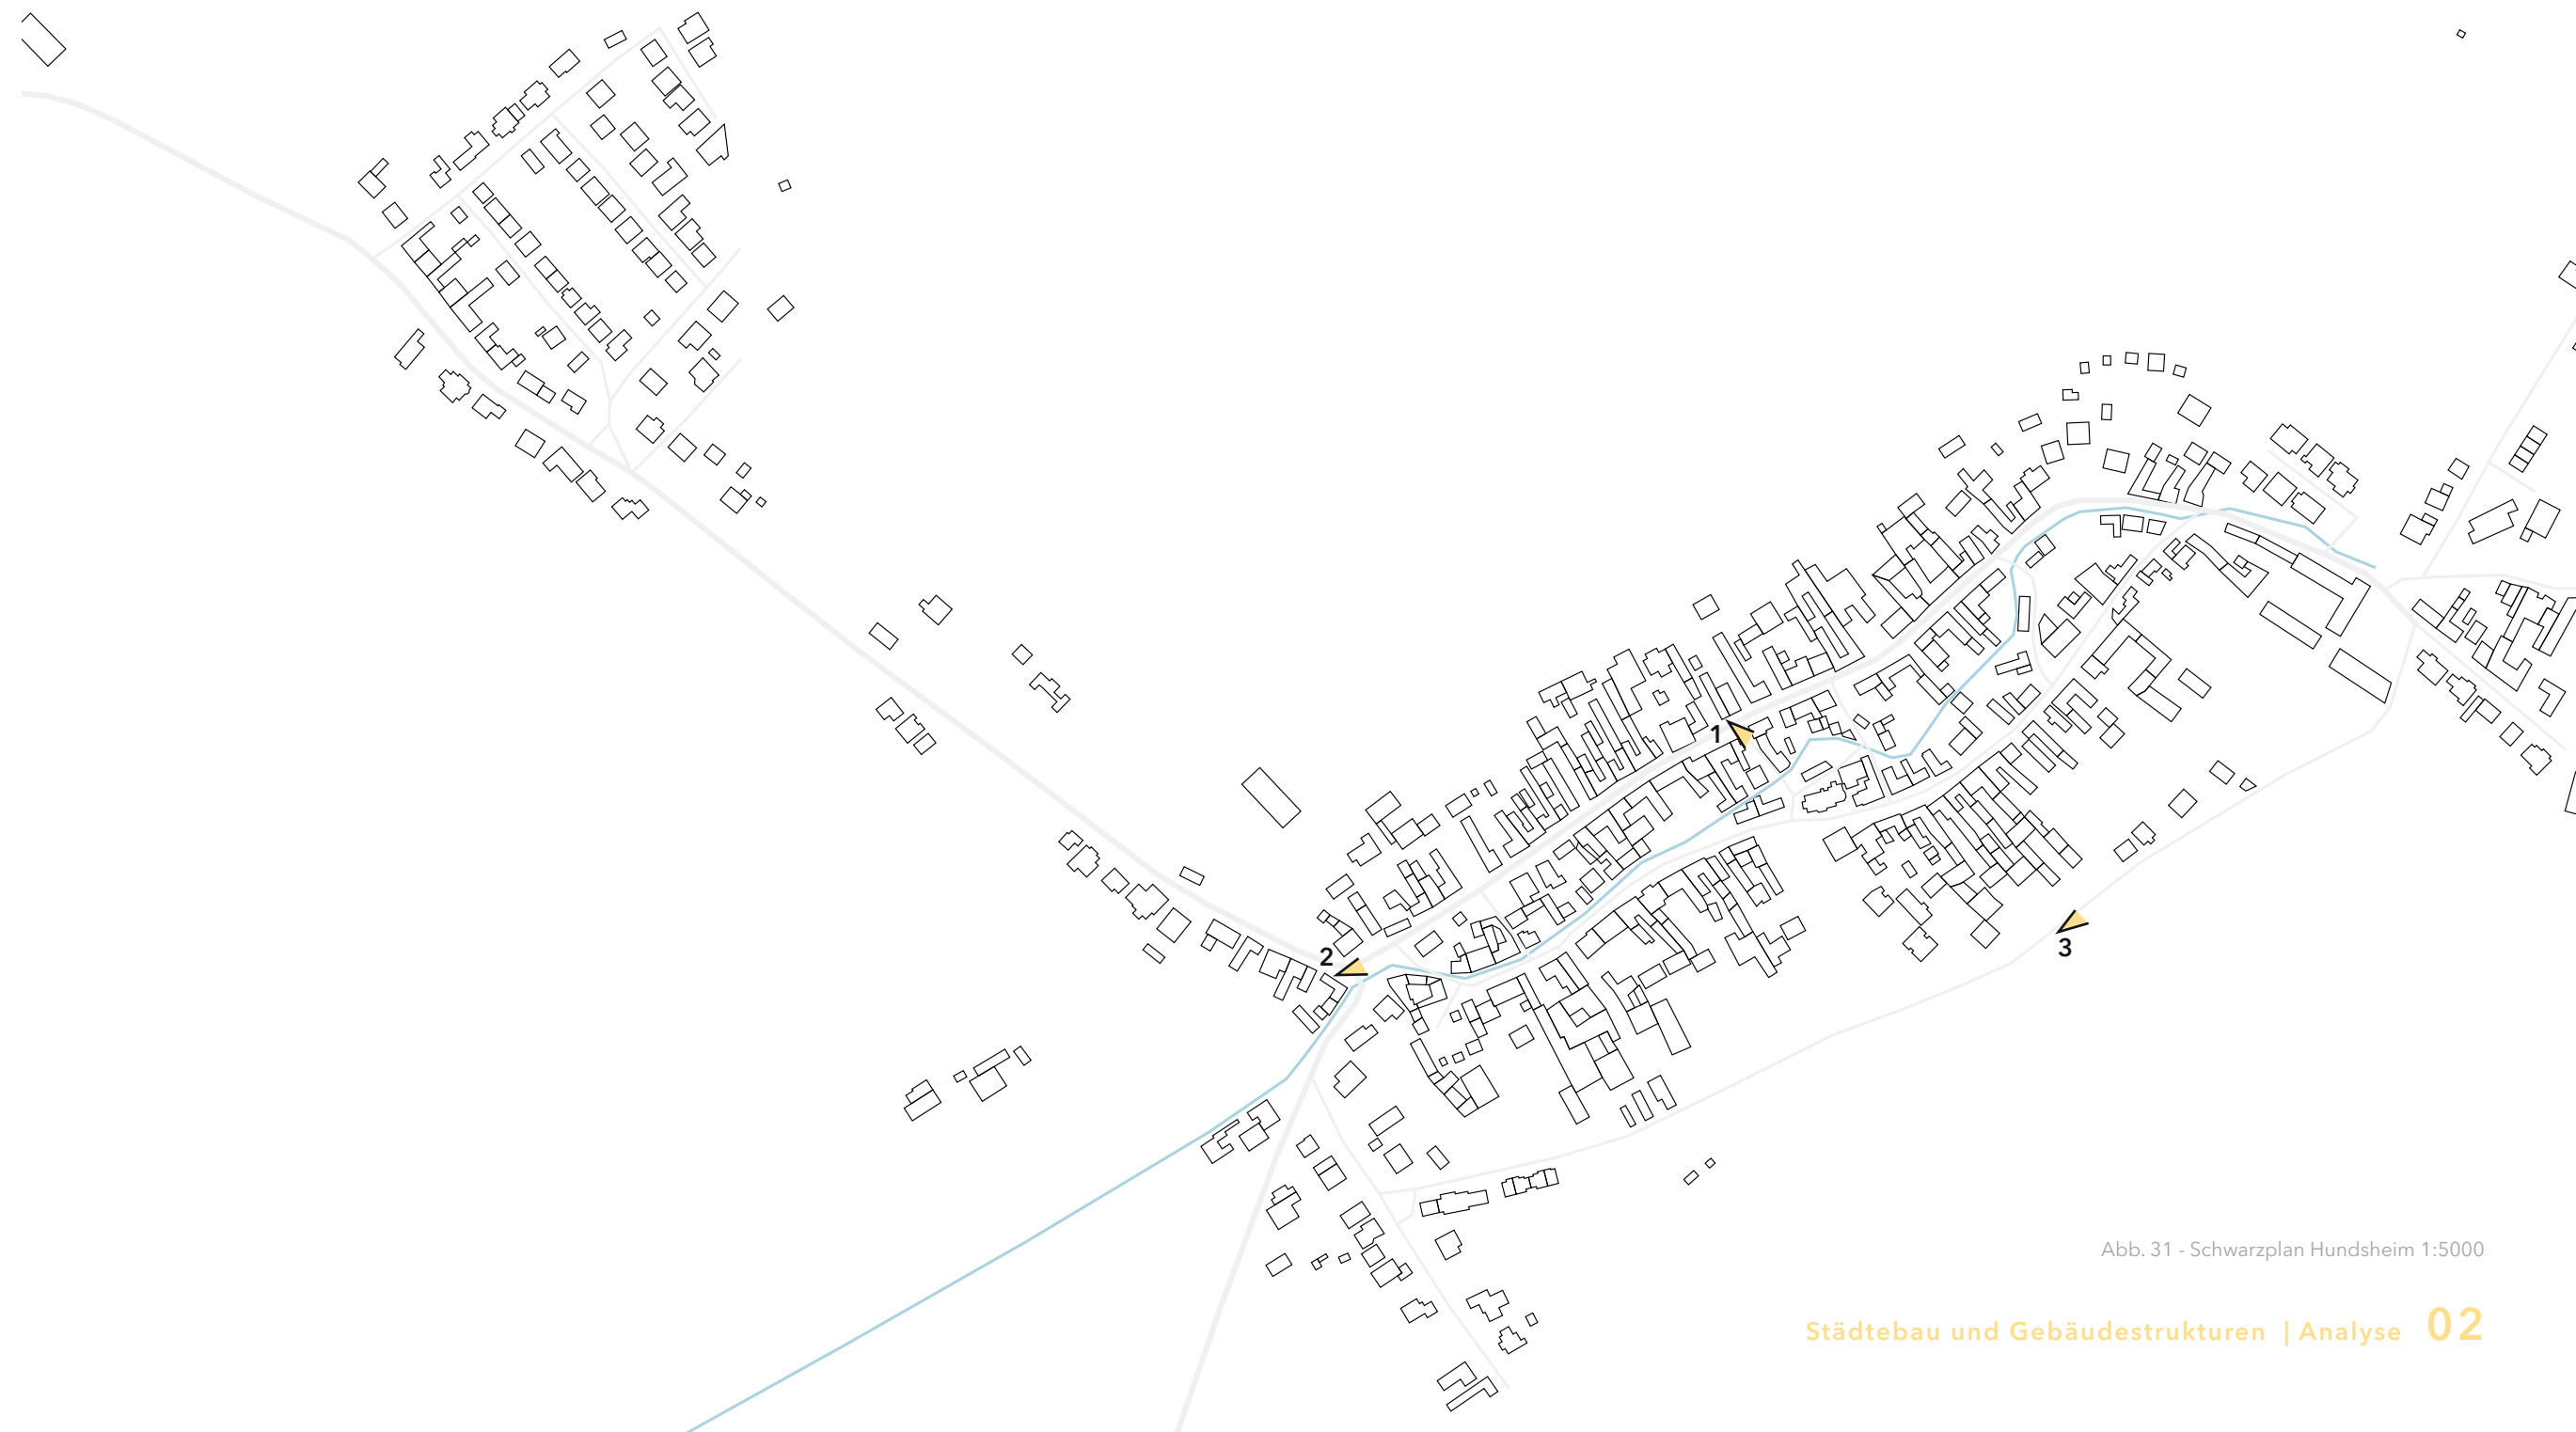 1
2
3
Abb. 31 - Schwarzplan Hundsheim 1:5000
Städtebau und Gebäudestrukturen | Analyse 02